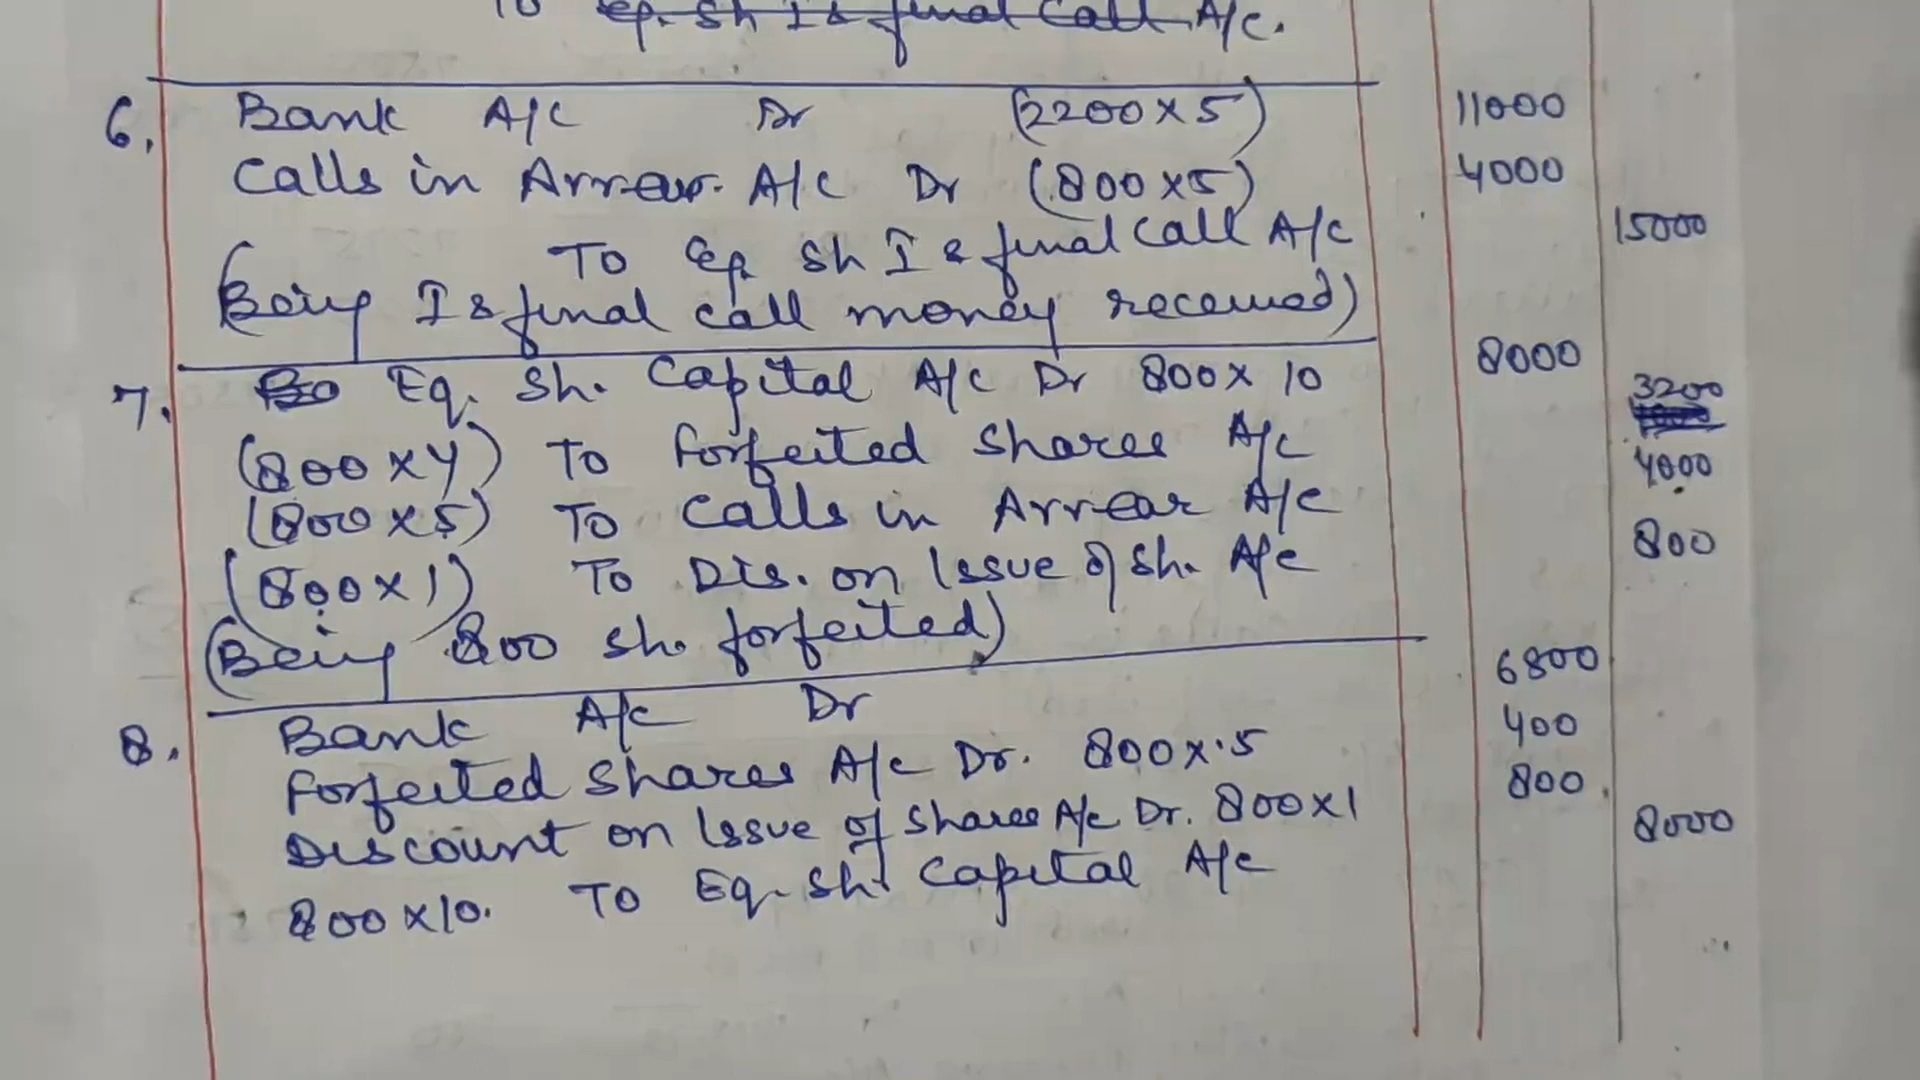 To Eq. Sh I & final Call A/c.
6. Bank A/c Dr (2200 x 5) 11000
Calls in Arrear. A/c Dr (800 x 5) 4000
To Eq. Sh I & final Call A/c 15000
(Being I & final call money received)
7. Eq. Sh. Capital A/c Dr 800 x 10 8000
(800 x 4) To forfeited shares A/c 3200
(800 x 5) To Calls in Arrear A/c 4000
(800 x 1) To Dis. on Issue of Sh. A/c 800
(Being 800 sh. forfeited)
8. Bank A/c Dr 6800
Forfeited Shares A/c Dr. 800 x .5 400
Discount on Issue of Shares A/c Dr. 800 x 1 800
800 x 10. To Eq. Sh. Capital A/c 8000